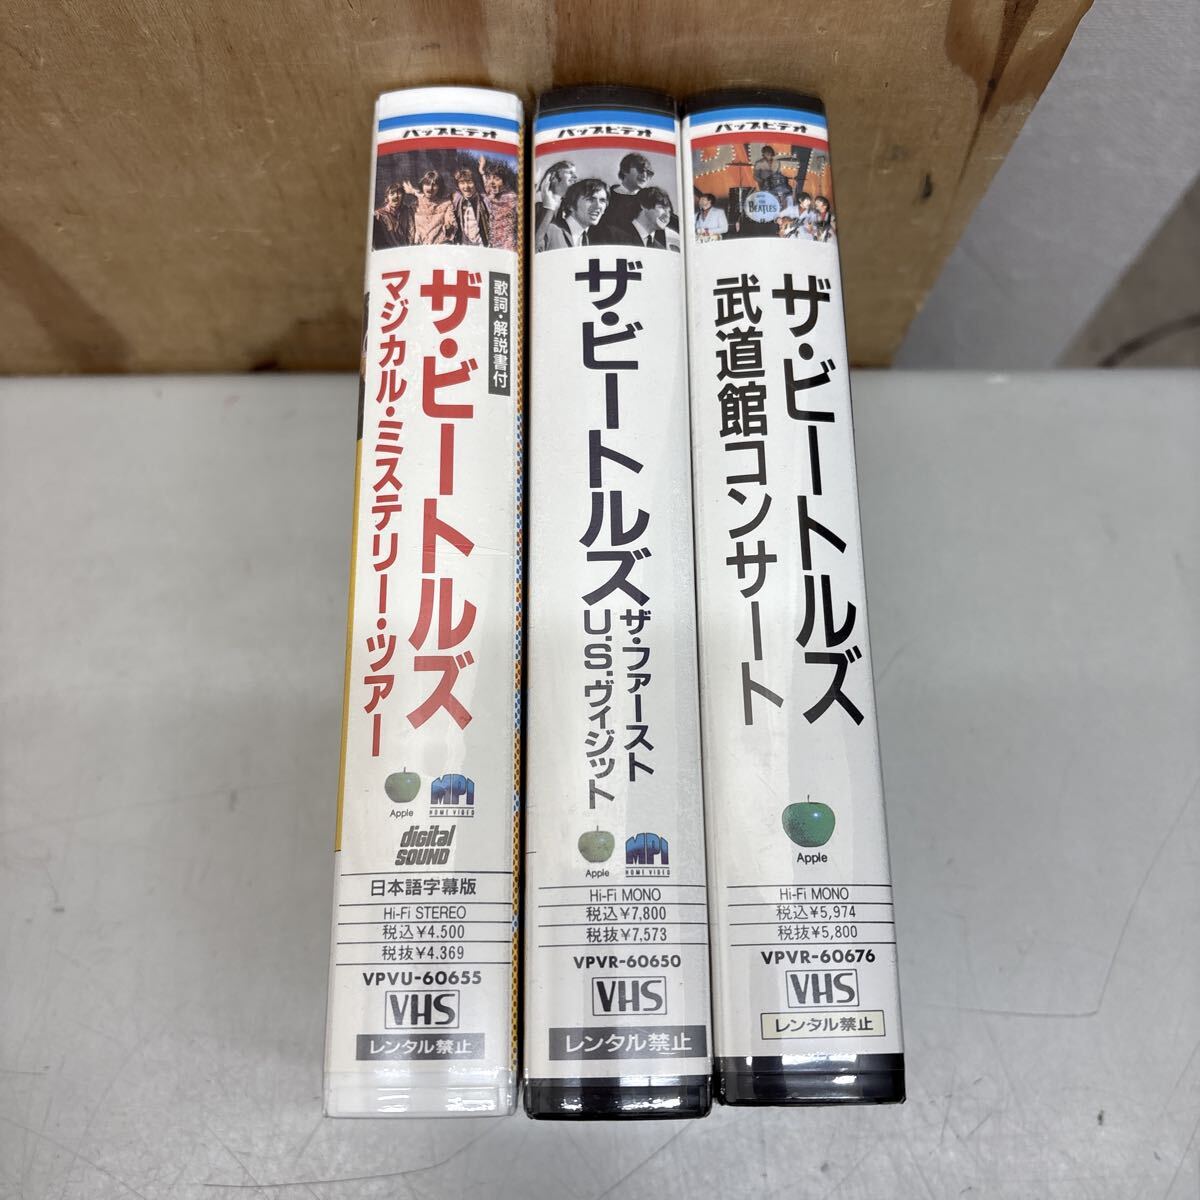 バップビデオ
歌詞・解説書付
ザ・ビートルズ
マジカル・ミステリー・ツアー
Apple
MPI
HOME VIDEO
digital
SOUND
日本語字幕版
Hi-Fi STEREO
税込¥4.500
税抜¥4.369
VPVU-60655
VHS
レンタル禁止
バップビデオ
ザ・ビートルズ
ザ・ファースト
U.S.ヴィジット
Apple
MPI
HOME VIDEO
Hi-Fi MONO
税込¥7,800
税抜¥7,573
VPVR-60650
VHS
レンタル禁止
バップビデオ
THE
BEATLES
ザ・ビートルズ
武道館コンサート
Apple
Hi-Fi MONO
税込¥5,974
税抜¥5,800
VPVR-60676
VHS
レンタル禁止